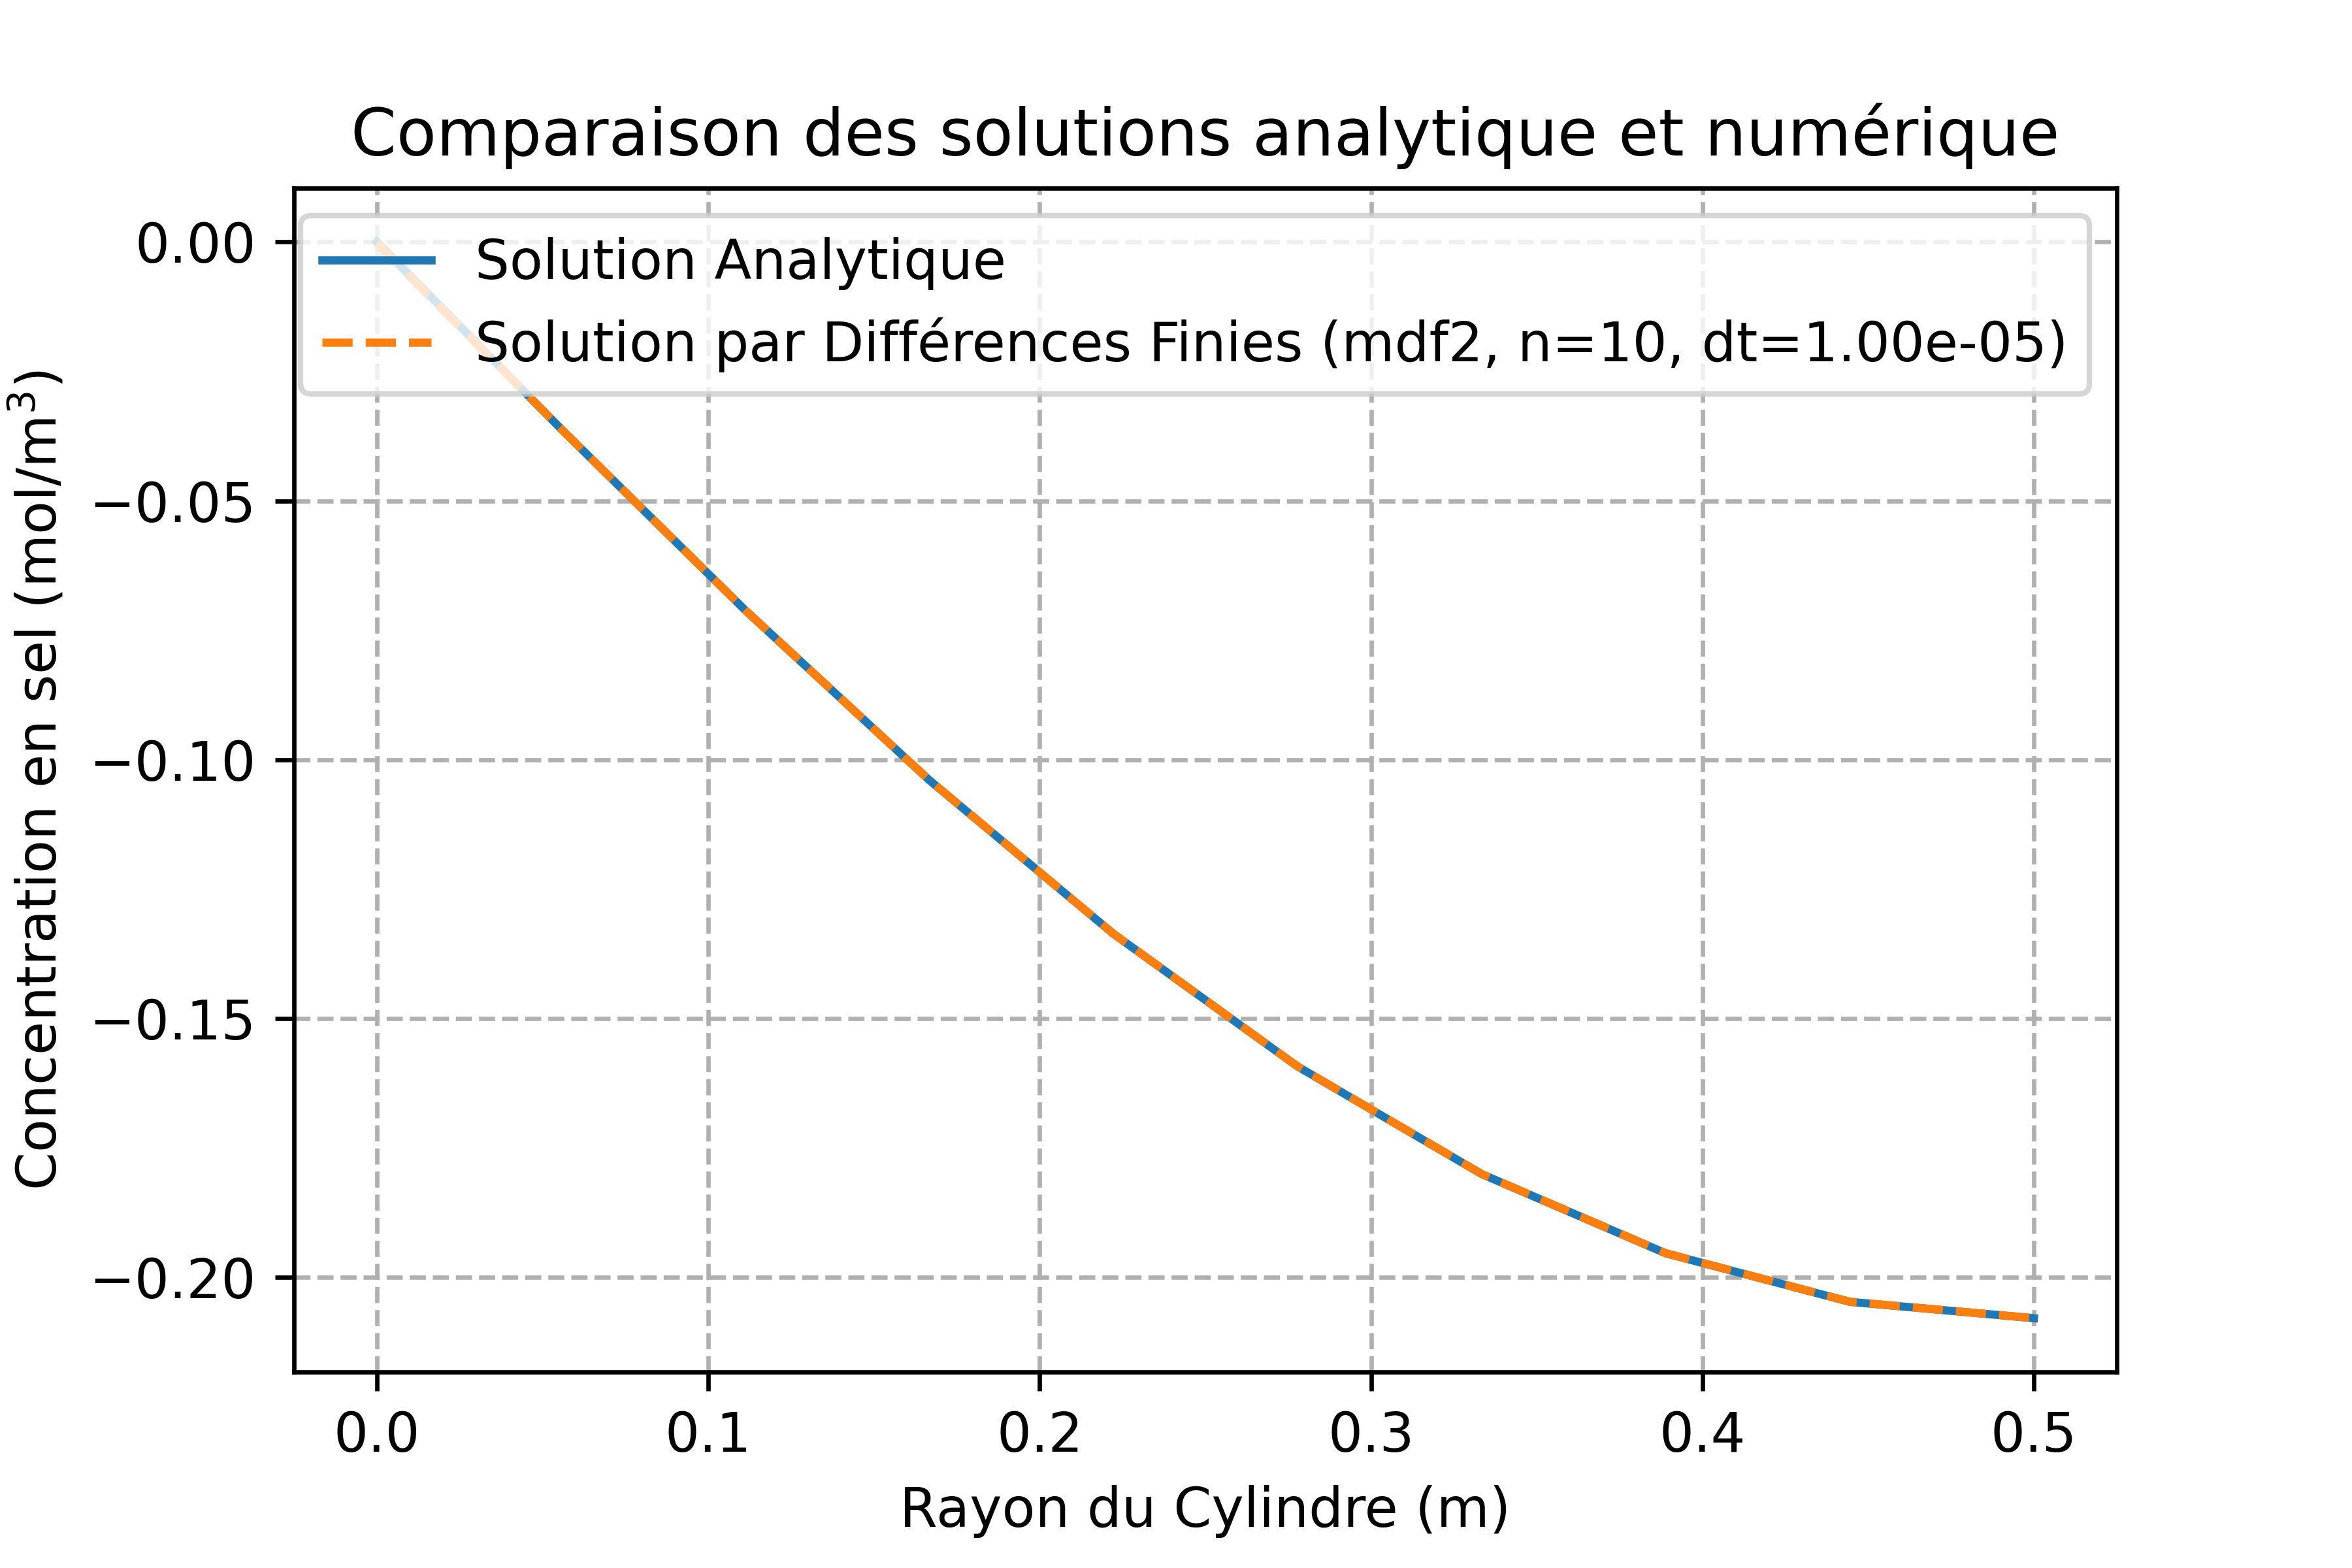 Comparaison des solutions analytique et numérique
Solution Analytique
Solution par Différences Finies (mdf2, n=10, dt=1.00e-05)
Concentration en sel (mol/m³)
0.00
−0.05
−0.10
−0.15
−0.20
0.0 0.1 0.2 0.3 0.4 0.5
Rayon du Cylindre (m)